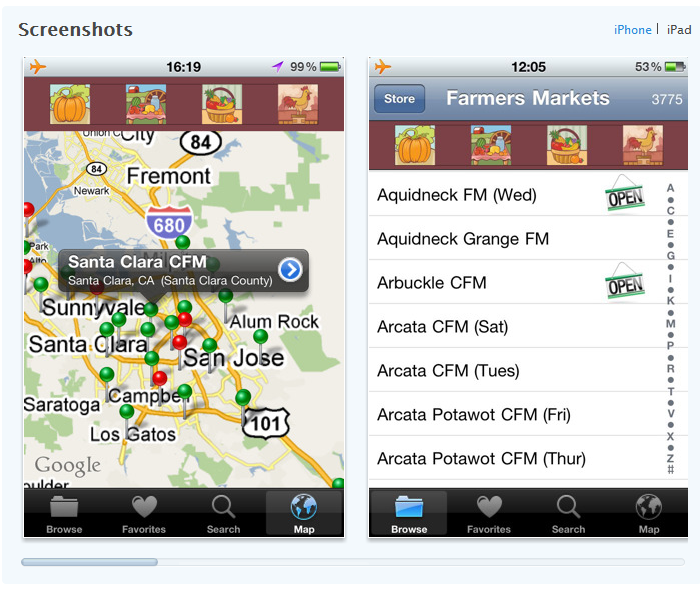 Screenshots
iPhone | iPad
16:19
99%
Union C
City
84
84
Fremont
Newark
680
Park
Santa Clara CFM
Santa Clara, CA (Santa Clara County)
Sunnyvale
Alum Rock
Santa Clara
San Jose
Saratoga
Campbell
101
Los Gatos
Google
oulder
Browse
Favorites
Search
Map
12:05
53%
Store
Farmers Markets
3775
Aquidneck FM (Wed)
OPEN
Aquidneck Grange FM
Arbuckle CFM
OPEN
Arcata CFM (Sat)
Arcata CFM (Tues)
Arcata Potawot CFM (Fri)
Arcata Potawot CFM (Thur)
A
C
E
G
I
K
M
P
R
T
V
X
Z
#
Browse
Favorites
Search
Map